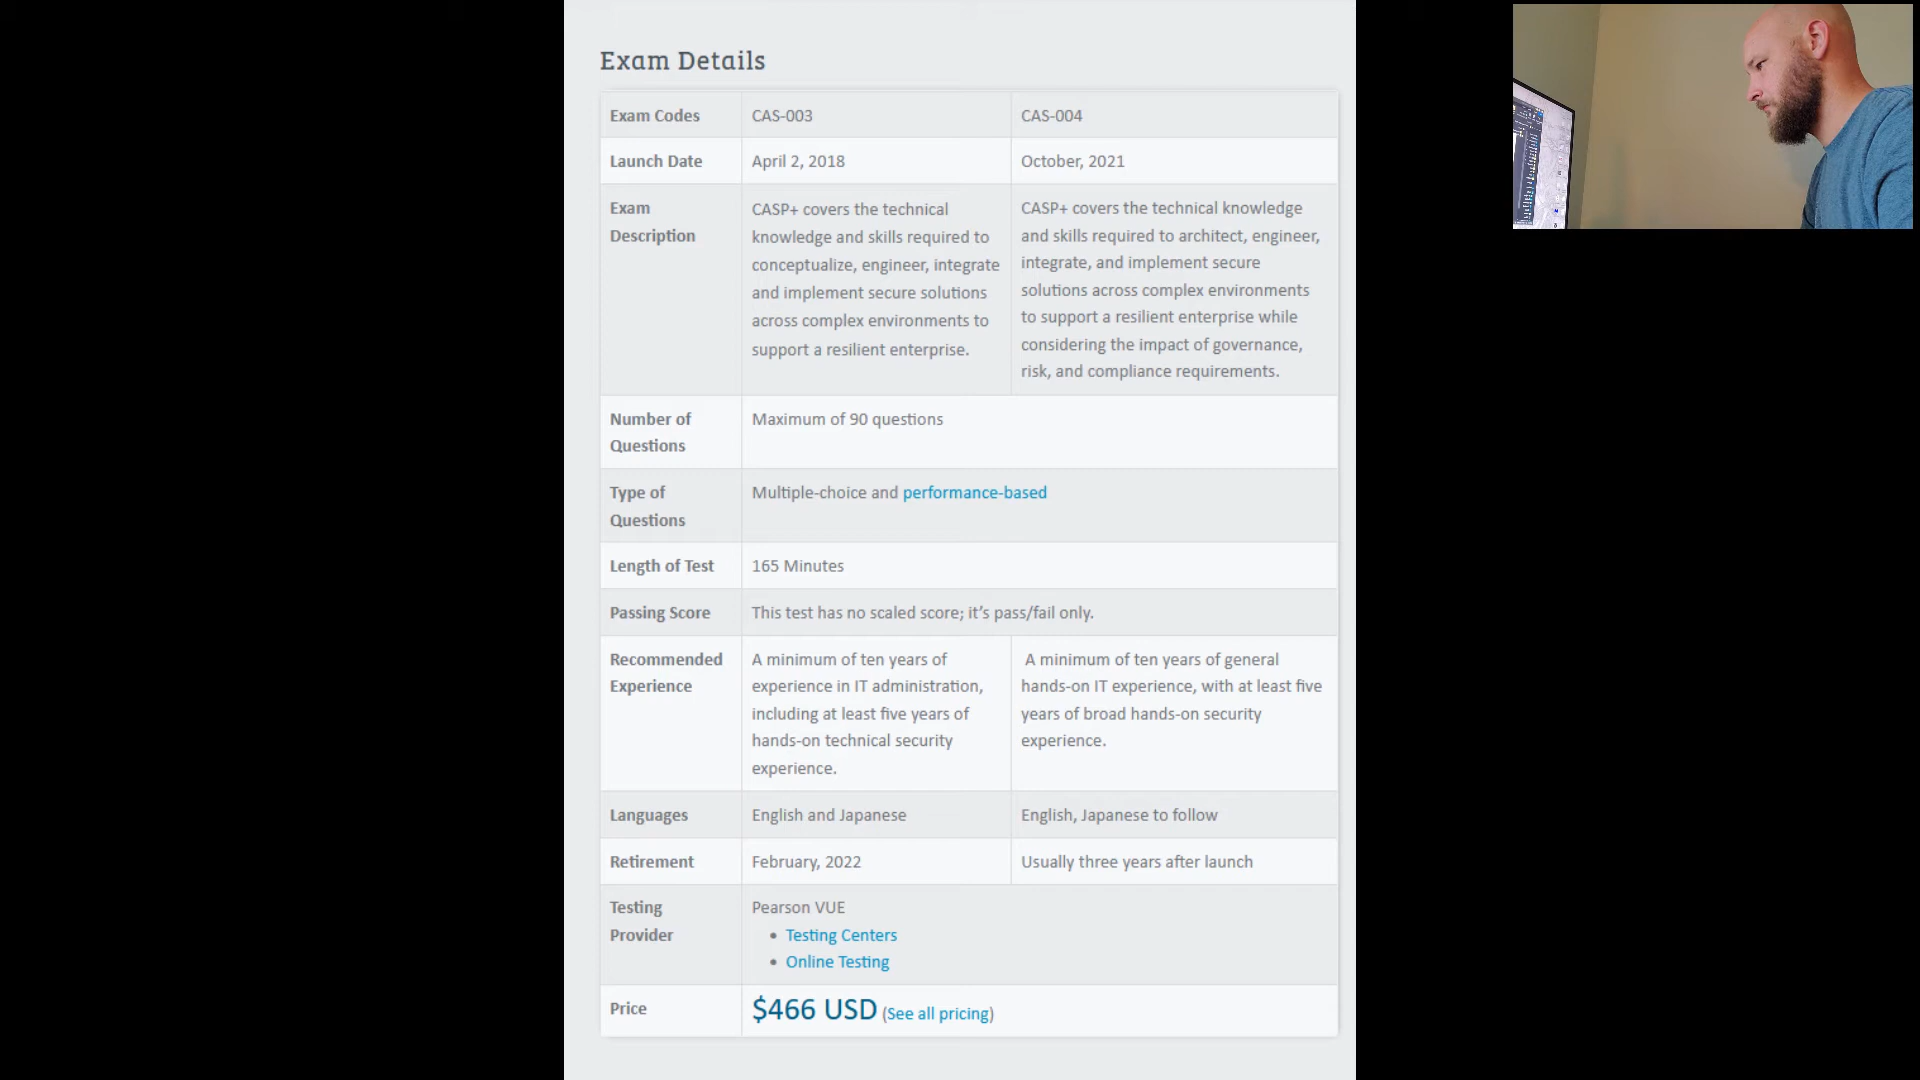 Exam Details
Exam Codes
CAS-003
CAS-004
Launch Date
April 2, 2018
October, 2021
Exam
Description
CASP+ covers the technical
knowledge and skills required to
conceptualize, engineer, integrate
and implement secure solutions
across complex environments to
support a resilient enterprise.
CASP+ covers the technical knowledge
and skills required to architect, engineer,
integrate, and implement secure
solutions across complex environments
to support a resilient enterprise while
considering the impact of governance,
risk, and compliance requirements.
Number of
Questions
Maximum of 90 questions
Type of
Questions
Multiple-choice and performance-based
Length of Test
165 Minutes
Passing Score
This test has no scaled score; it’s pass/fail only.
Recommended
Experience
A minimum of ten years of
experience in IT administration,
including at least five years of
hands-on technical security
experience.
A minimum of ten years of general
hands-on IT experience, with at least five
years of broad hands-on security
experience.
Languages
English and Japanese
English, Japanese to follow
Retirement
February, 2022
Usually three years after launch
Testing
Provider
Pearson VUE
• Testing Centers
• Online Testing
Price
$466 USD (See all pricing)